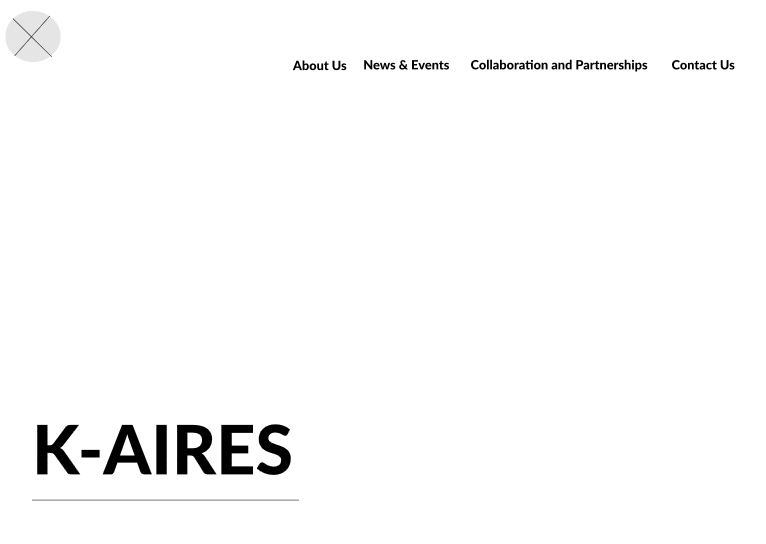 About Us News & Events Collaboration and Partnerships Contact Us
K-AIRES